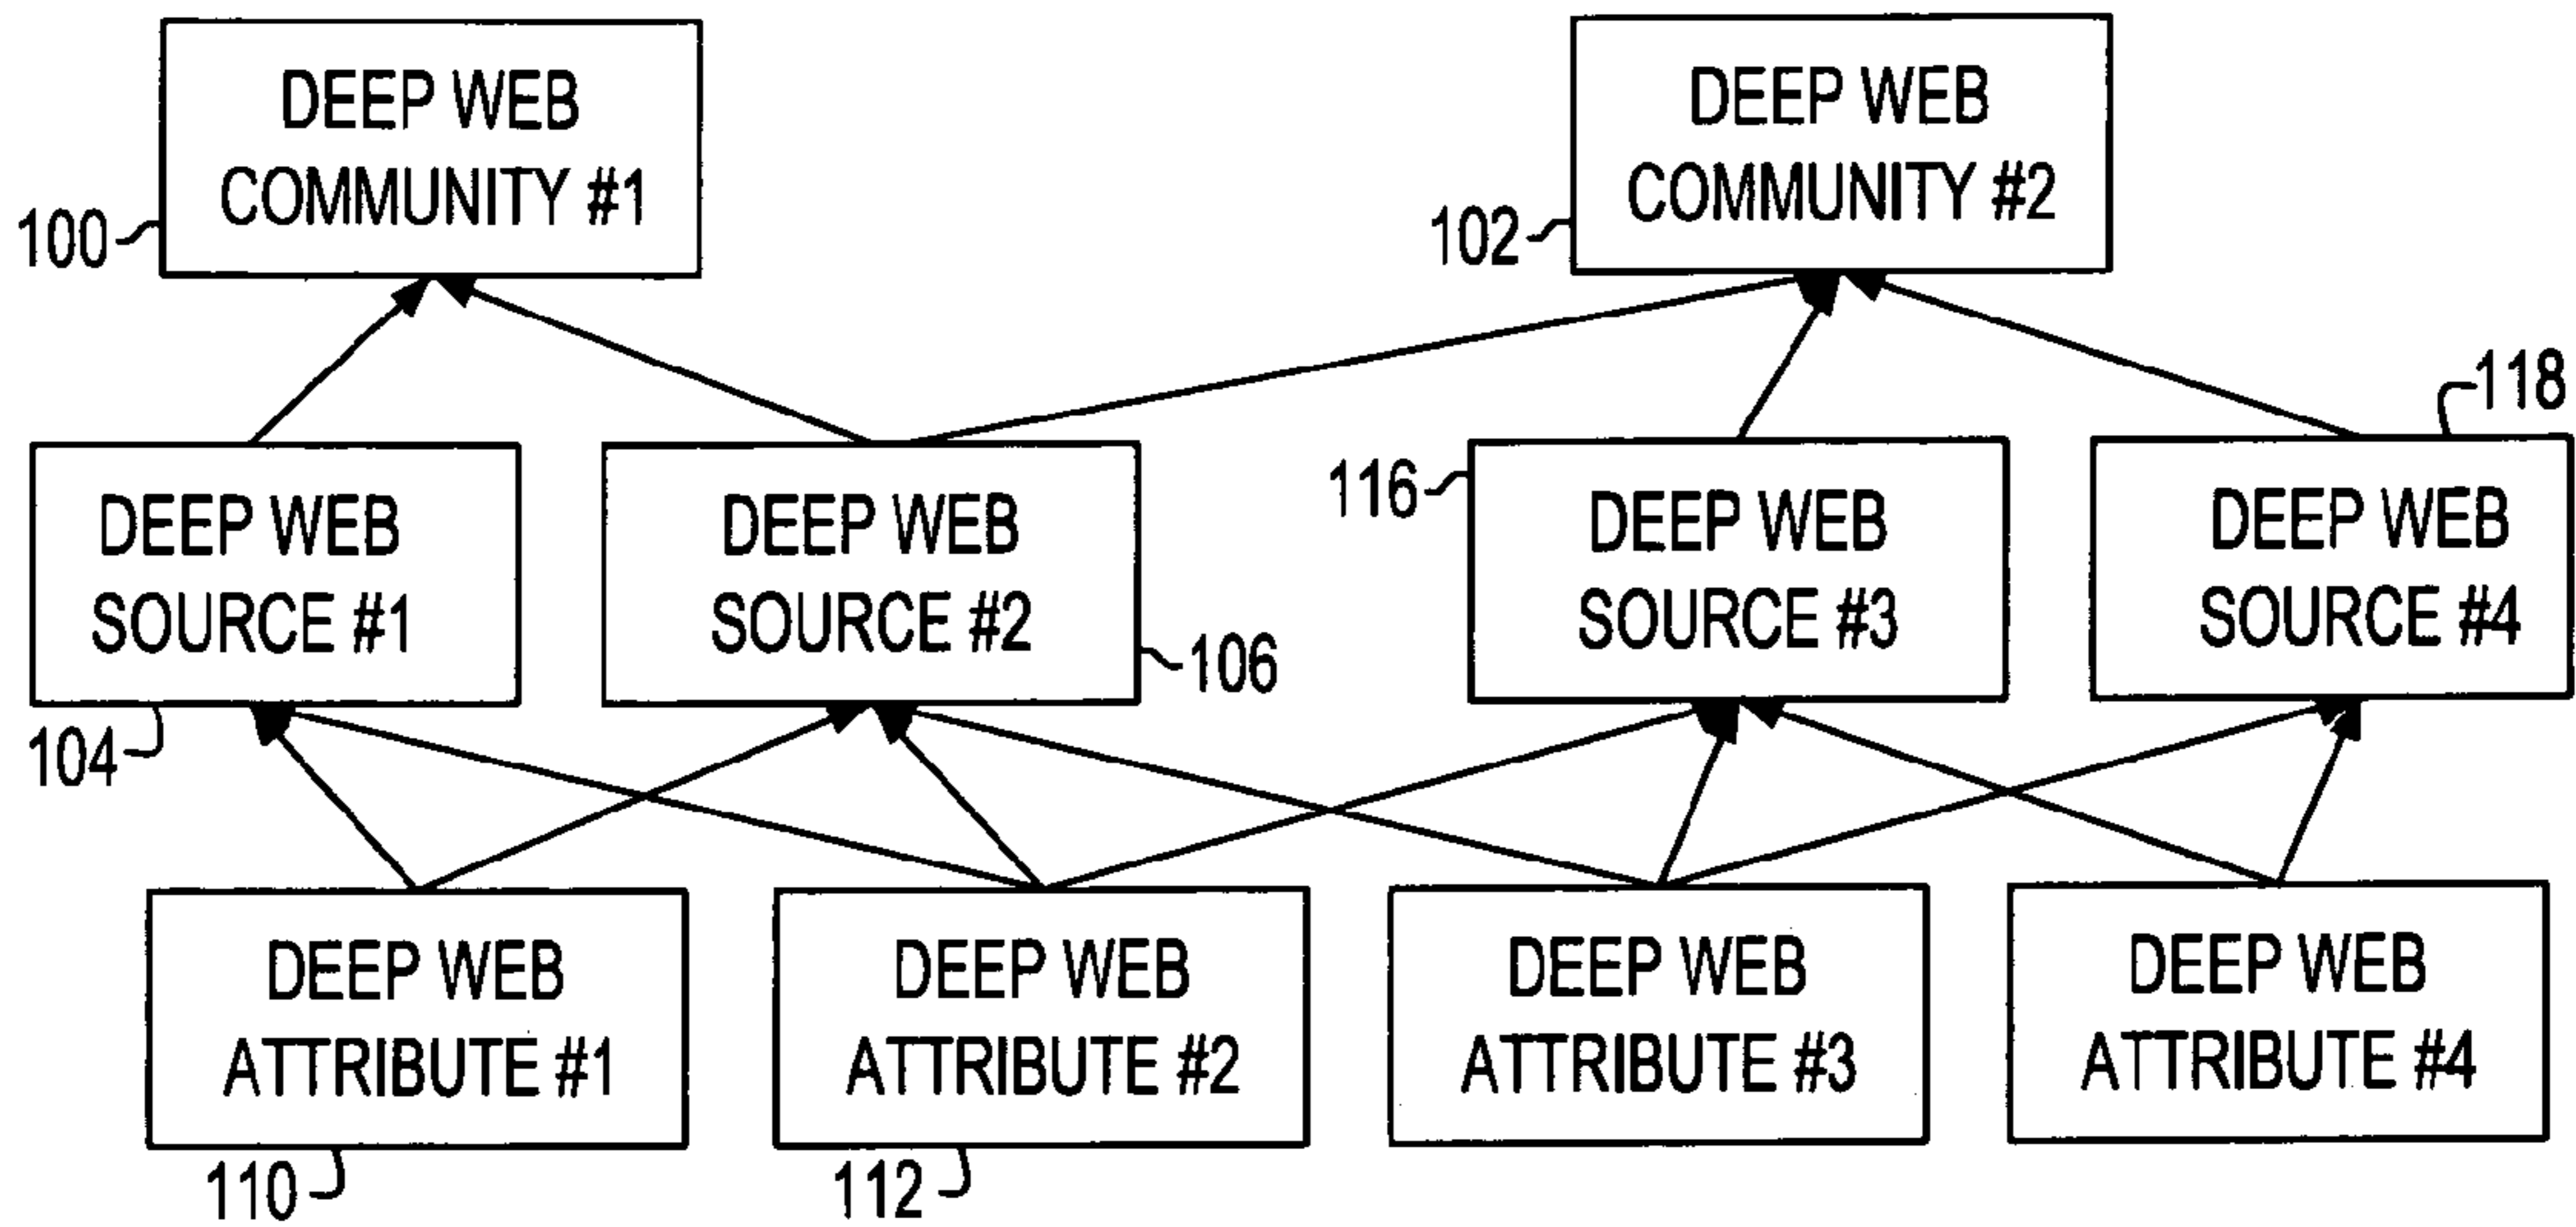 DEEP WEB
COMMUNITY #1
100
DEEP WEB
COMMUNITY #2
102
DEEP WEB
SOURCE #1
104
DEEP WEB
SOURCE #2
106
116
DEEP WEB
SOURCE #3
118
DEEP WEB
SOURCE #4
DEEP WEB
ATTRIBUTE #1
110
DEEP WEB
ATTRIBUTE #2
112
DEEP WEB
ATTRIBUTE #3
DEEP WEB
ATTRIBUTE #4